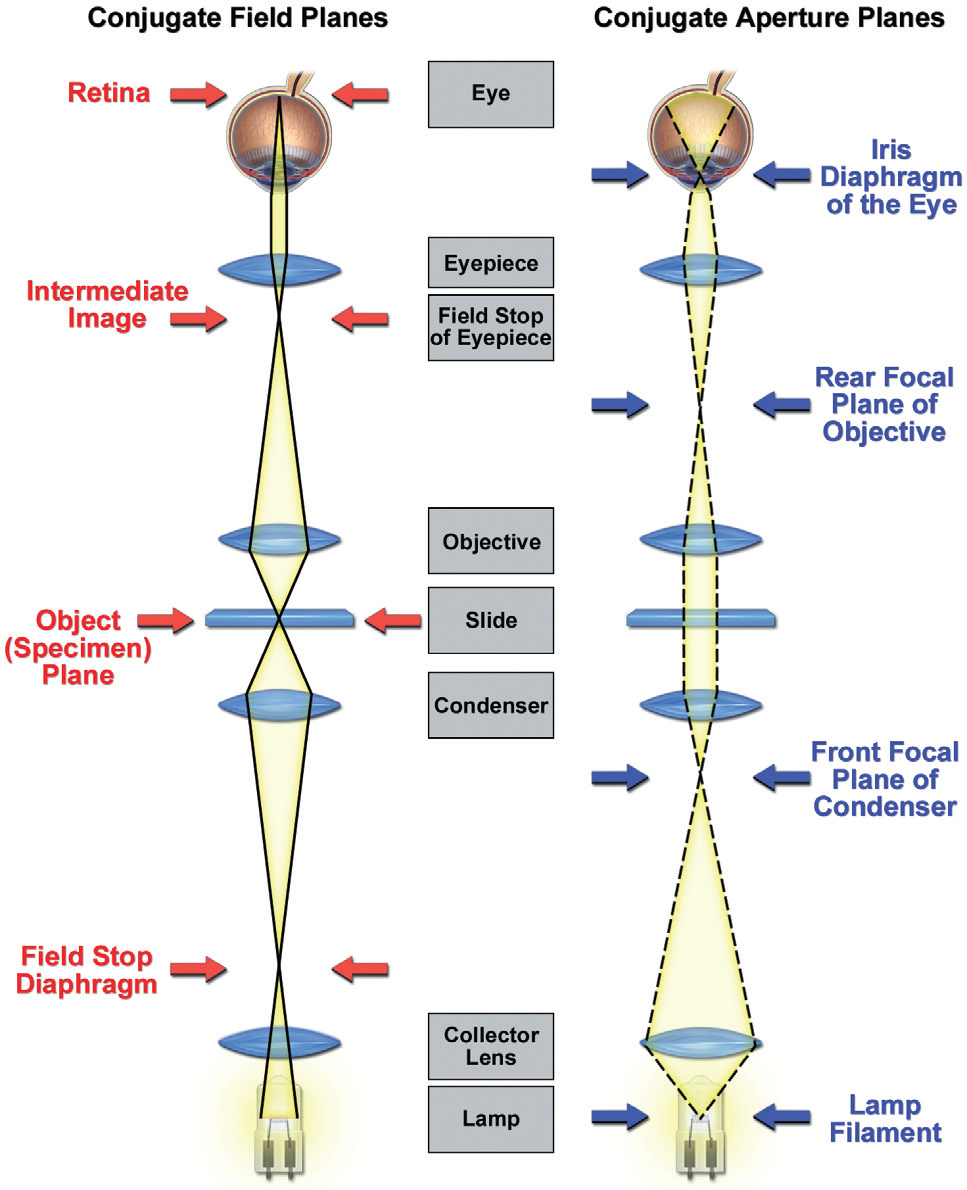 Conjugate Field Planes
Conjugate Aperture Planes
Retina
Eye
Iris
Diaphragm
of the Eye
Eyepiece
Intermediate
Image
Field Stop
of Eyepiece
Rear Focal
Plane of
Objective
Objective
Object
(Specimen)
Plane
Slide
Condenser
Front Focal
Plane of
Condenser
Field Stop
Diaphragm
Collector
Lens
Lamp
Lamp
Filament